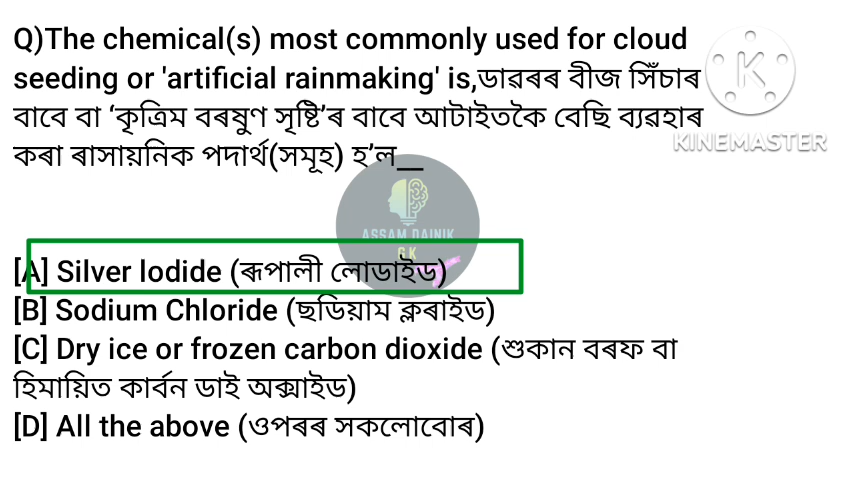 Q)The chemical(s) most commonly used for cloud
seeding or 'artificial rainmaking' is,ডাৱৰৰ বীজ সিঁচাৰ
বাবে বা ‘কৃত্ৰিম বৰষুণ সৃষ্টি’ৰ বাবে আটাইতকৈ বেছি ব্যৱহাৰ
কৰা ৰাসায়নিক পদাৰ্থ(সমূহ) হ’ল__
K
KINEMASTER
ASSAM DAINIK
G.K
[A] Silver lodide (ৰূপালী লোডাইড)
[B] Sodium Chloride (ছডিয়াম ক্লৰাইড)
[C] Dry ice or frozen carbon dioxide (শুকান বৰফ বা
হিমায়িত কাৰ্বন ডাই অক্সাইড)
[D] All the above (ওপৰৰ সকলোবোৰ)